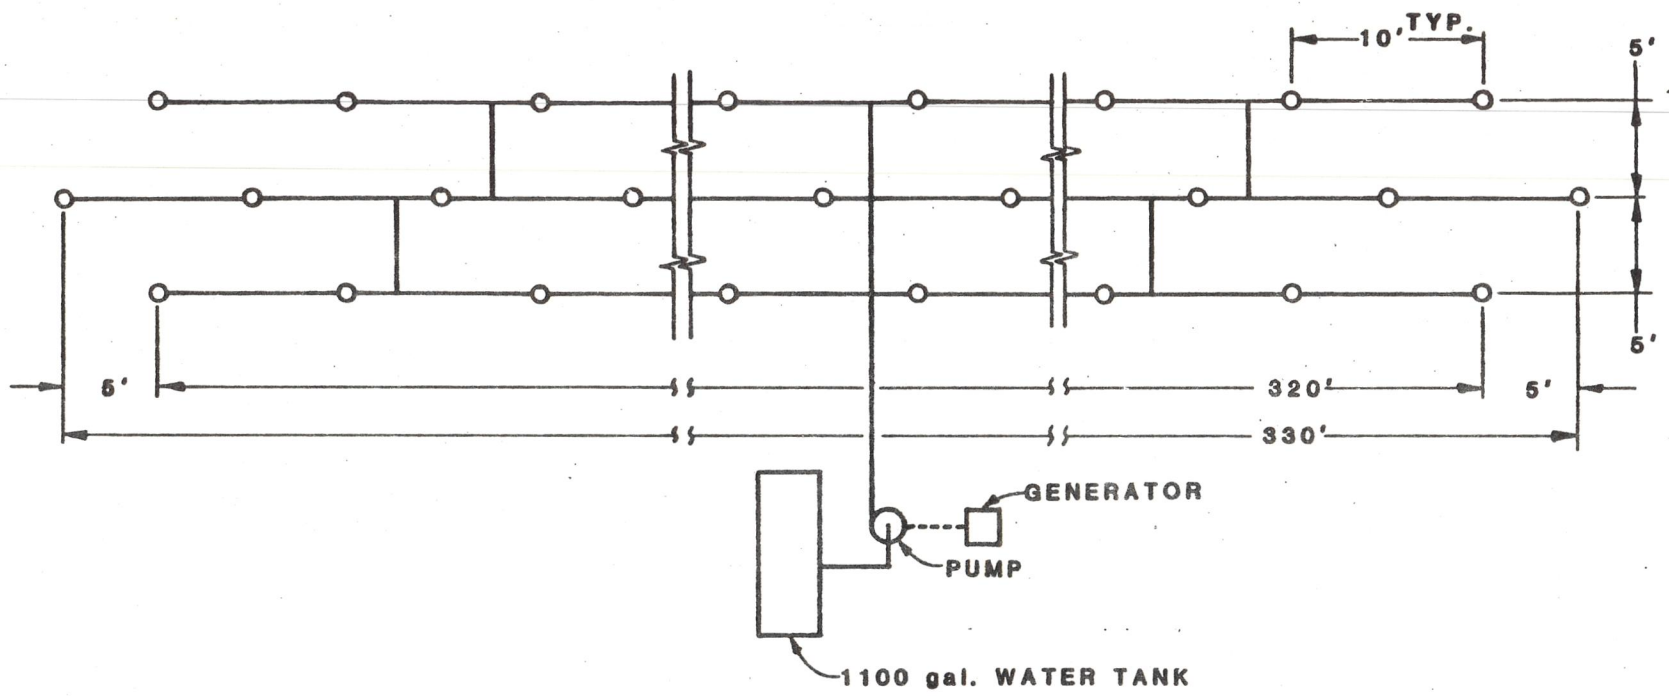 10' TYP.
5'
5'
5'
320'
5'
330'
GENERATOR
PUMP
1100 gal. WATER TANK